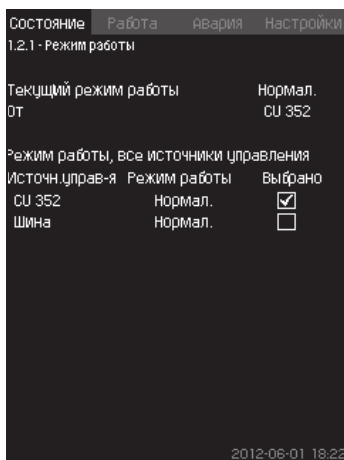 Состояние Работа Авария Настройки
1.2.1 - Режим работы
Текущий режим работы Нормал.
От CU 352
Режим работы, все источники управления
Источн.управ-я Режим работы Выбрано
CU 352 Нормал.
Шина Нормал.
2012-06-01 18:22